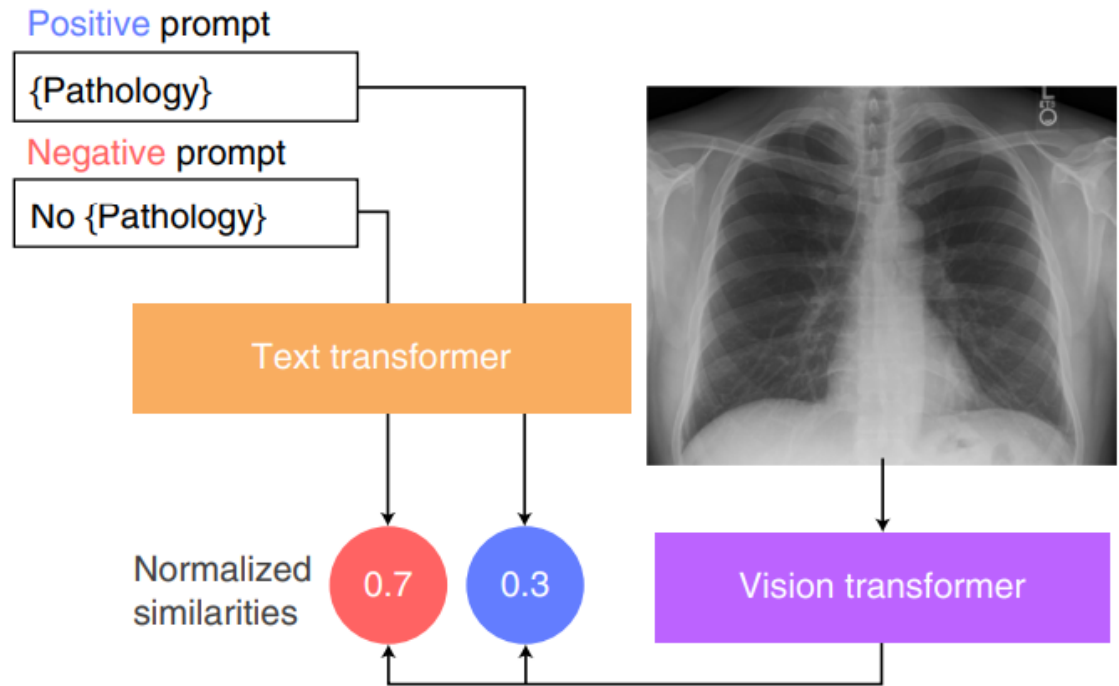 Positive prompt
{Pathology}
Negative prompt
No {Pathology}
Text transformer
Normalized
similarities
0.7
0.3
Vision transformer